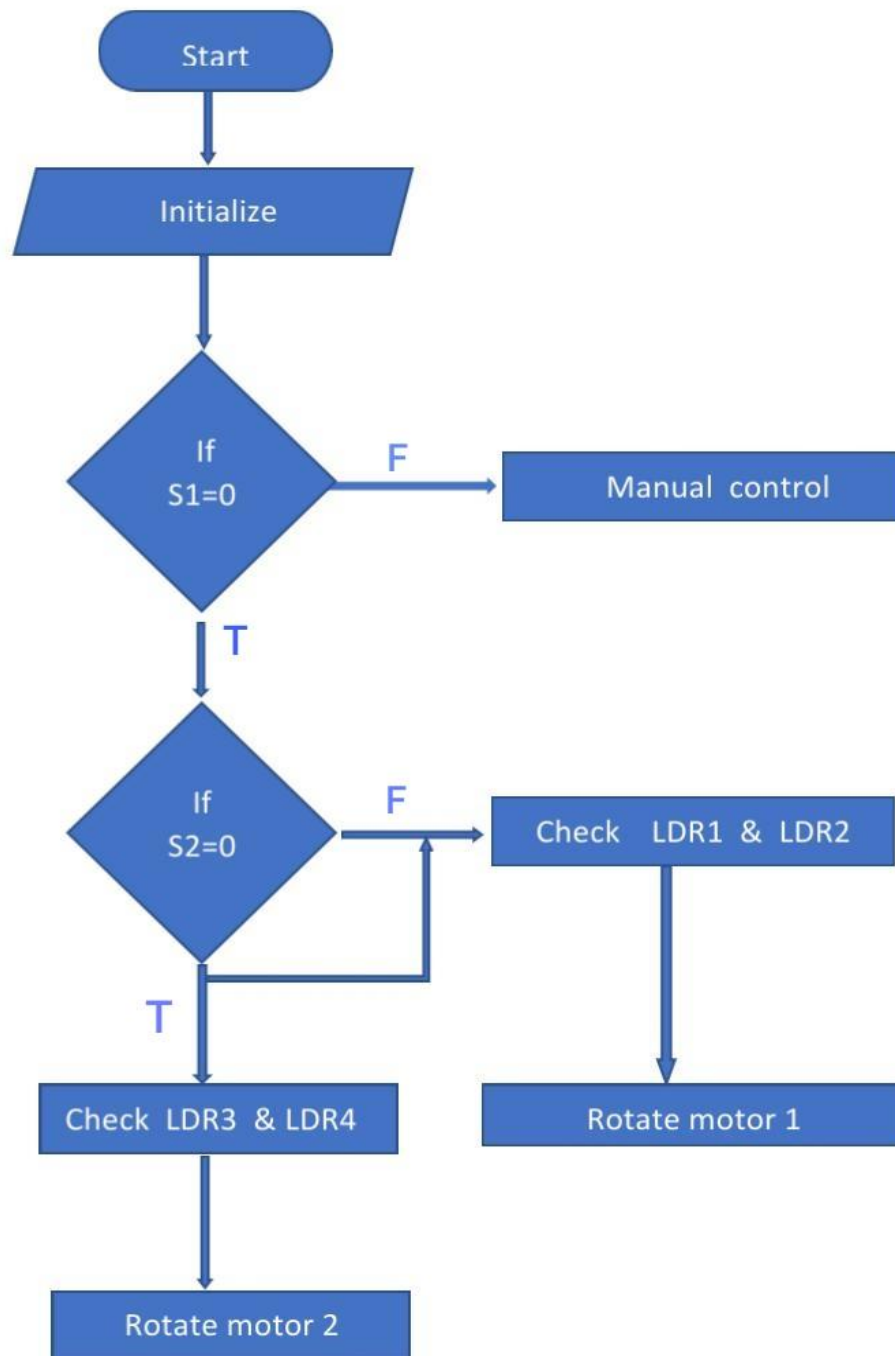 Start
Initialize
If
S1=0
F
Manual control
T
If
S2=0
F
Check LDR1 & LDR2
T
Check LDR3 & LDR4
Rotate motor 1
Rotate motor 2